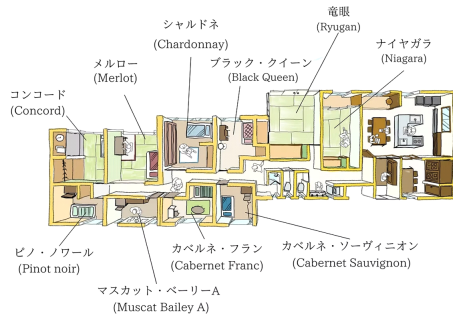 竜眼
(Ryugan)
シャルドネ
(Chardonnay)
ナイヤガラ
(Niagara)
メルロー
(Merlot)
ブラック・クイーン
(Black Queen)
コンコード
(Concord)
ピノ・ノワール
(Pinot noir)
カベルネ・フラン
(Cabernet Franc)
カベルネ・ソーヴィニオン
(Cabernet Sauvignon)
マスカット・ベーリーA
(Muscat Bailey A)